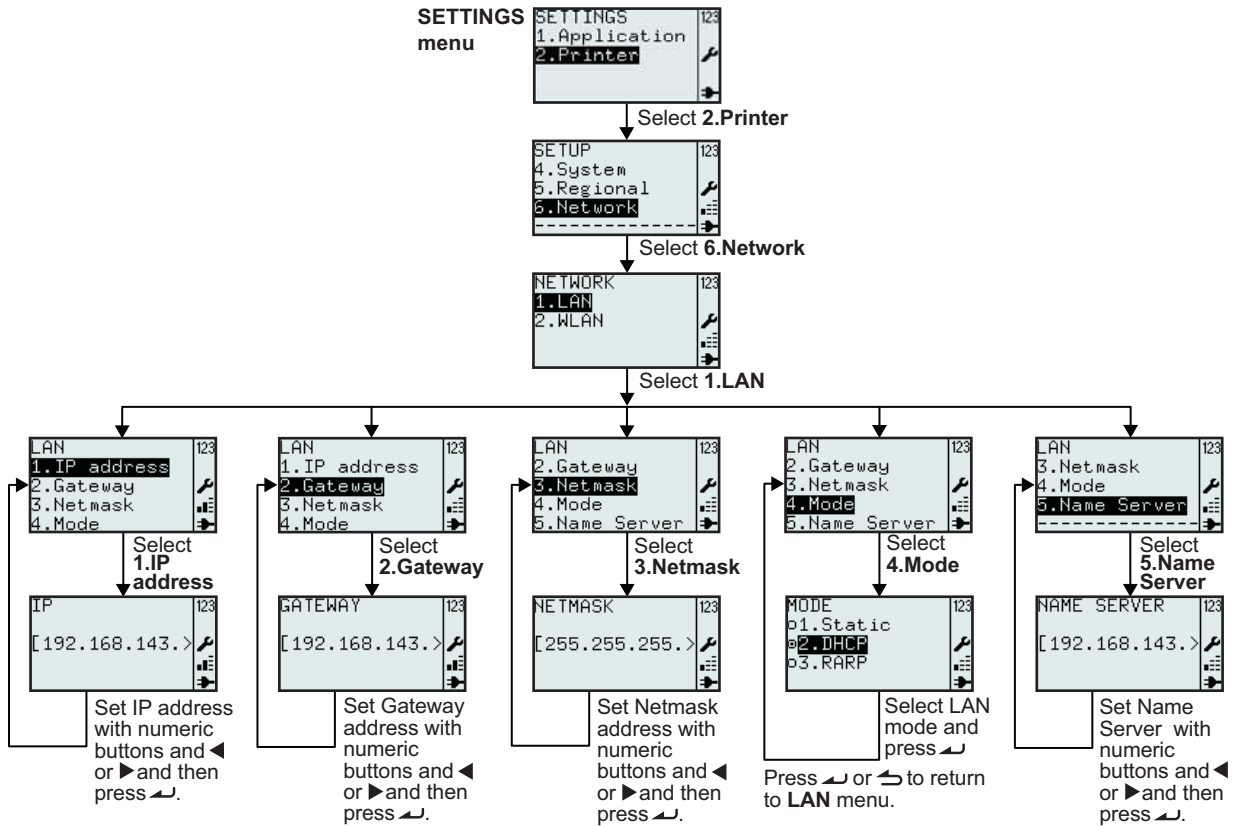 SETTINGS
menu
SETTINGS
123
1.Application
2.Printer
Select 2.Printer
SETUP
123
4.System
5.Regional
6.Network
Select 6.Network
NETWORK
123
1.LAN
2.WLAN
Select 1.LAN
LAN
123
1.IP address
2.Gateway
3.Netmask
4.Mode
Select
1.IP
address
IP
123
[192.168.143.>
Set IP address
with numeric
buttons and ◀
or ▶ and then
press ↵.
LAN
123
1.IP address
2.Gateway
3.Netmask
4.Mode
Select
2.Gateway
GATEWAY
123
[192.168.143.>
Set Gateway
address with
numeric
buttons and ◀
or ▶ and then
press ↵.
LAN
123
2.Gateway
3.Netmask
4.Mode
5.Name Server
Select
3.Netmask
NETMASK
123
[255.255.255.>
Set Netmask
address with
numeric
buttons and ◀
or ▶ and then
press ↵.
LAN
123
2.Gateway
3.Netmask
4.Mode
5.Name Server
Select
4.Mode
MODE
123
1.Static
2.DHCP
3.RARP
Select LAN
mode and
press ↵
Press ↵ or ⮌ to return
to LAN menu.
LAN
123
3.Netmask
4.Mode
5.Name Server
Select
5.Name
Server
NAME SERVER
123
[192.168.143.>
Set Name
Server with
numeric
buttons and ◀
or ▶ and then
press ↵.